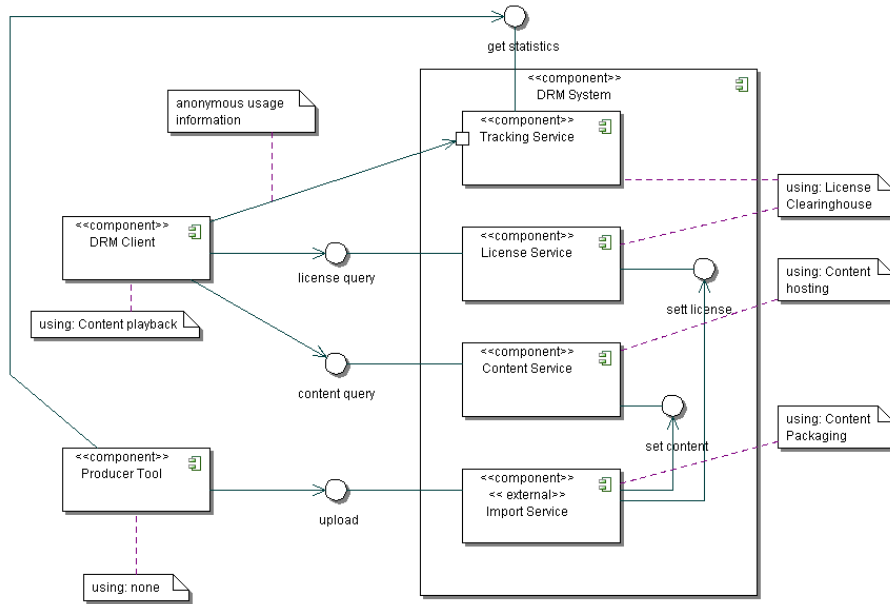 get statistics
<<component>>
DRM System
anonymous usage
information
<<component>>
Tracking Service
using: License
Clearinghouse
<<component>>
DRM Client
license query
<<component>>
License Service
using: Content
hosting
sett license
using: Content playback
content query
<<component>>
Content Service
using: Content
Packaging
set content
<<component>>
Producer Tool
upload
<<component>>
<< external>>
Import Service
using: none